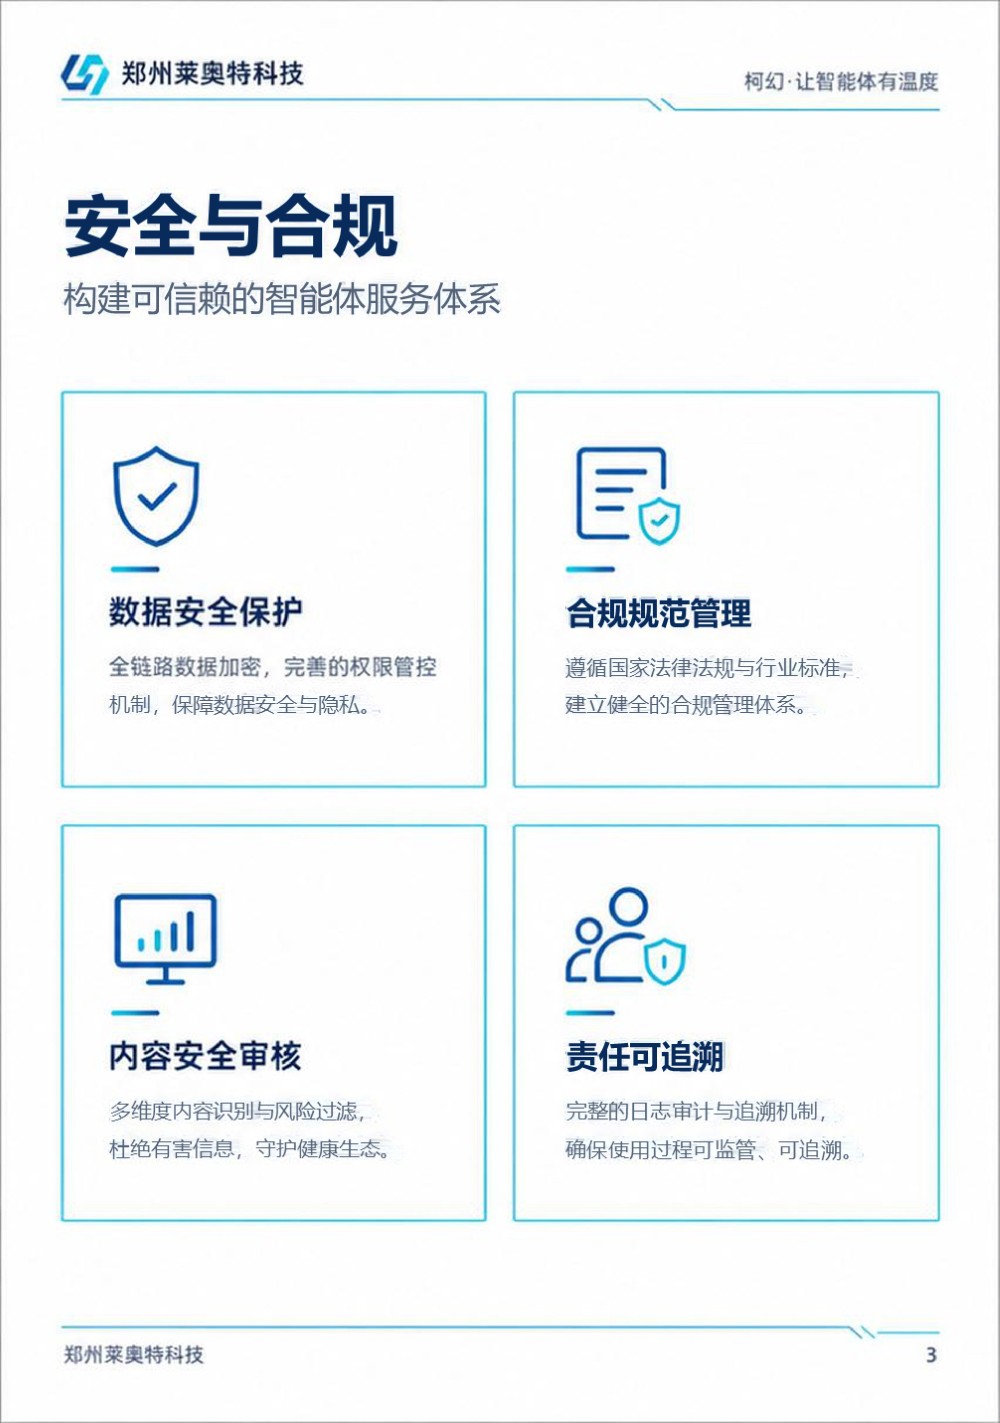 郑州莱奥特科技
柯幻·让智能体有温度
安全与合规
构建可信赖的智能体服务体系
数据安全保护
全链路数据加密，完善的权限管控
机制，保障数据安全与隐私。
合规规范管理
遵循国家法律法规与行业标准，
建立健全的合规管理体系。
内容安全审核
多维度内容识别与风险过滤，
杜绝有害信息，守护健康生态。
责任可追溯
完整的日志审计与追溯机制，
确保使用过程可监管、可追溯。
郑州莱奥特科技
3